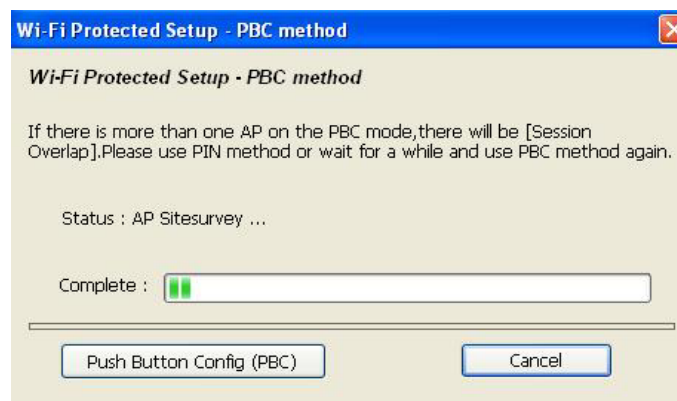 Wi-Fi Protected Setup - PBC method
Wi-Fi Protected Setup - PBC method
If there is more than one AP on the PBC mode,there will be [Session
Overlap].Please use PIN method or wait for a while and use PBC method again.
Status : AP Sitesurvey ...
Complete :
Push Button Config (PBC) Cancel